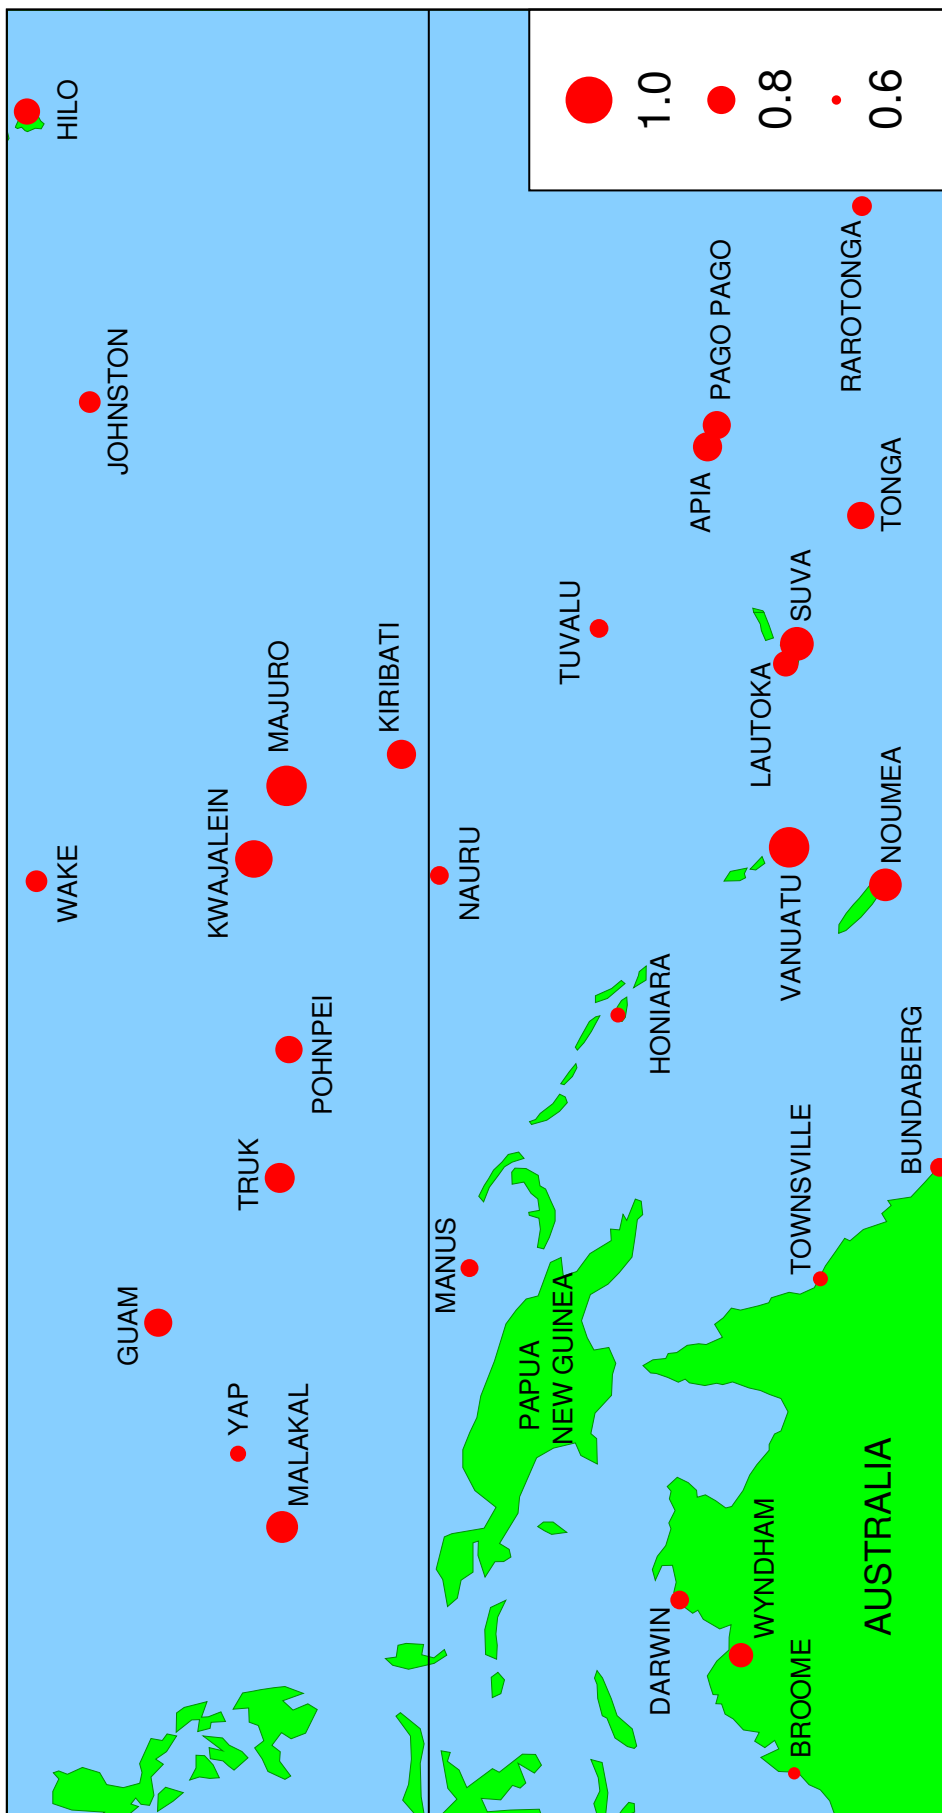 HILO
JOHNSTON
WAKE
KWAJALEIN
MAJURO
KIRIBATI
GUAM
TRUK
POHNPEI
YAP
MALAKAL
NAURU
MANUS
TUVALU
PAPUA
NEW GUINEA
HONIARA
APIA
PAGO PAGO
DARWIN
WYNDHAM
BROOME
TOWNSVILLE
VANUATU
LAUTOKA
SUVA
TONGA
RAROTONGA
AUSTRALIA
BUNDABERG
NOUMEA
1.0
0.8
0.6